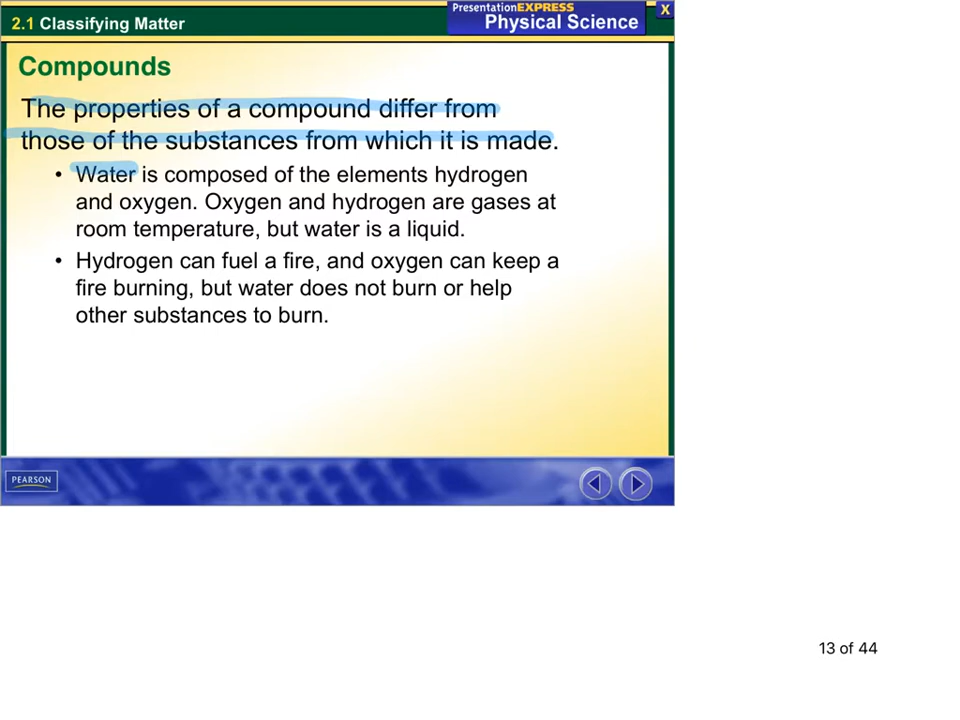 2.1 Classifying Matter
PresentationEXPRESS
Physical Science
X
Compounds
The properties of a compound differ from
those of the substances from which it is made.
• Water is composed of the elements hydrogen
and oxygen. Oxygen and hydrogen are gases at
room temperature, but water is a liquid.
• Hydrogen can fuel a fire, and oxygen can keep a
fire burning, but water does not burn or help
other substances to burn.
PEARSON
13 of 44